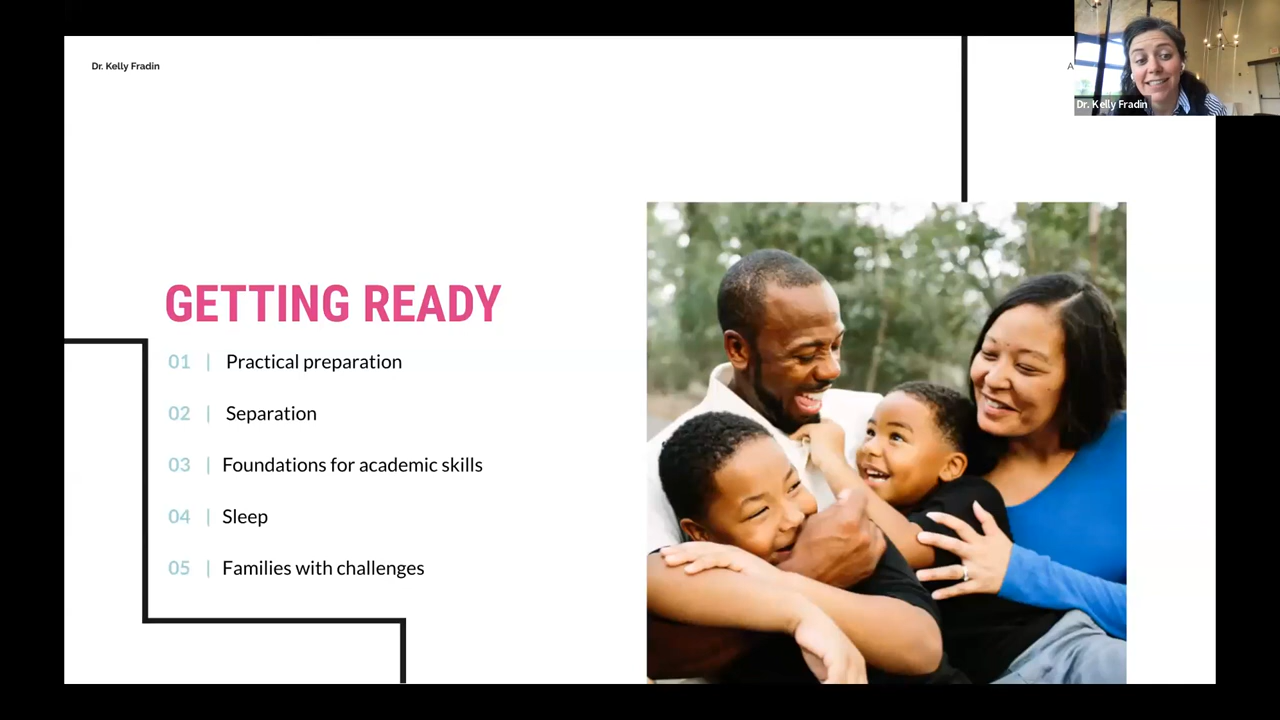 Dr. Kelly Fradin
A
Dr. Kelly Fradin
GETTING READY
01 | Practical preparation
02 | Separation
03 | Foundations for academic skills
04 | Sleep
05 | Families with challenges